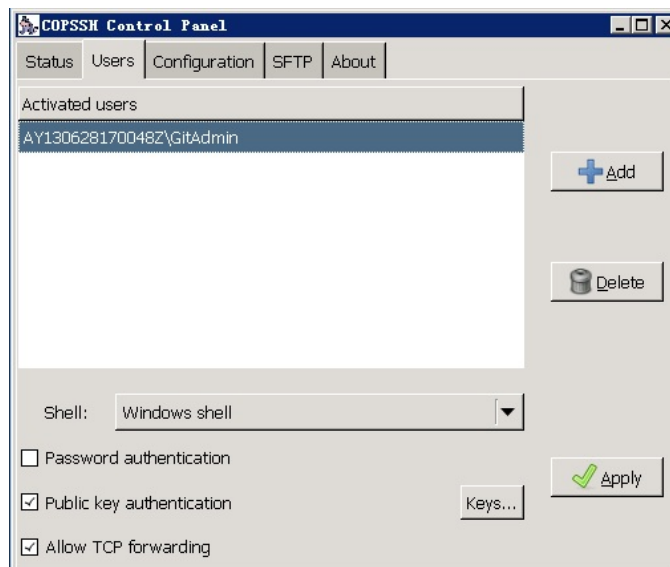 COPSSH Control Panel
Status Users Configuration SFTP About
Activated users
AY130628170048Z\GitAdmin
Add
Delete
Shell: Windows shell
Password authentication
Apply
Public key authentication Keys...
Allow TCP forwarding